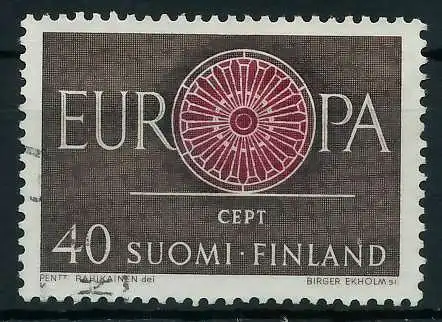 EUROPA
CEPT
40 SUOMI·FINLAND
PENTTI RAHIKAINEN del BIRGER EKHOLM sc